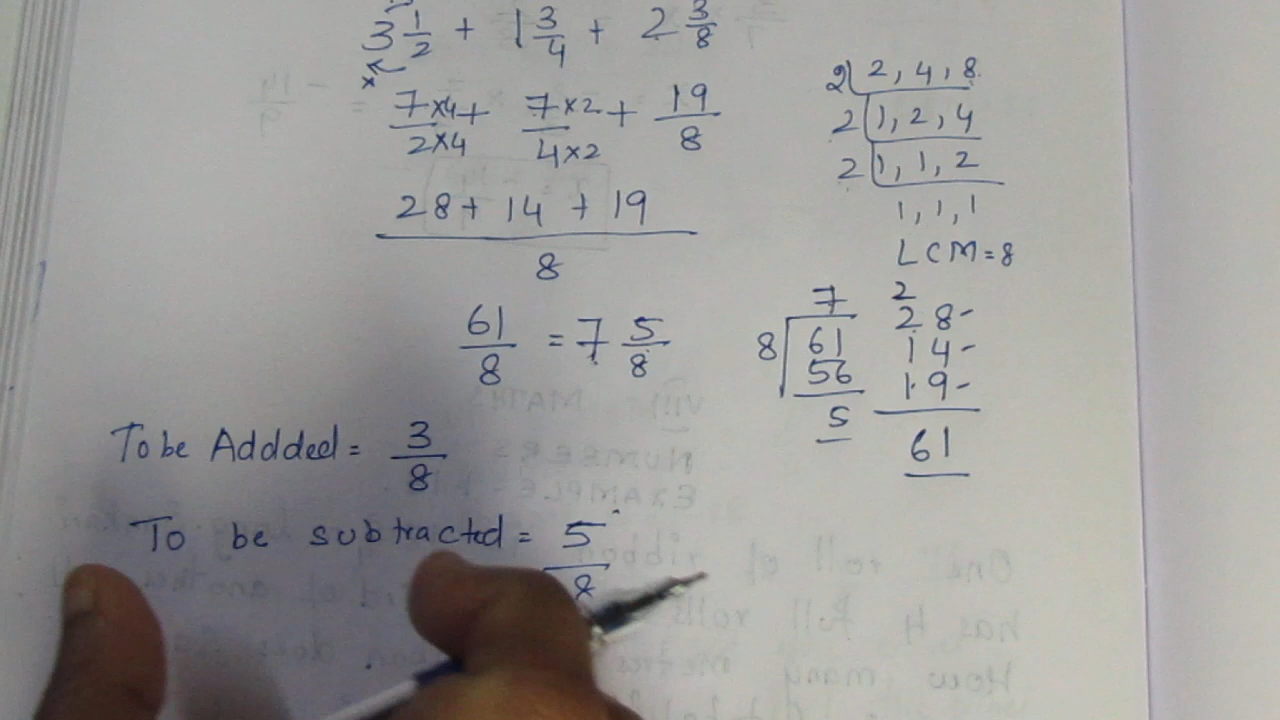 3 1/2 + 1 3/4 + 2 3/8
7×4/2×4 + 7×2/4×2 + 19/8
28 + 14 + 19
8
61/8 = 7 5/8
To be Addded = 3/8
To be subtracted = 5/8
2 | 2, 4, 8
2 | 1, 2, 4
2 | 1, 1, 2
1, 1, 1
LCM = 8
7
8 | 61
56
5
2
28-
14-
19-
61